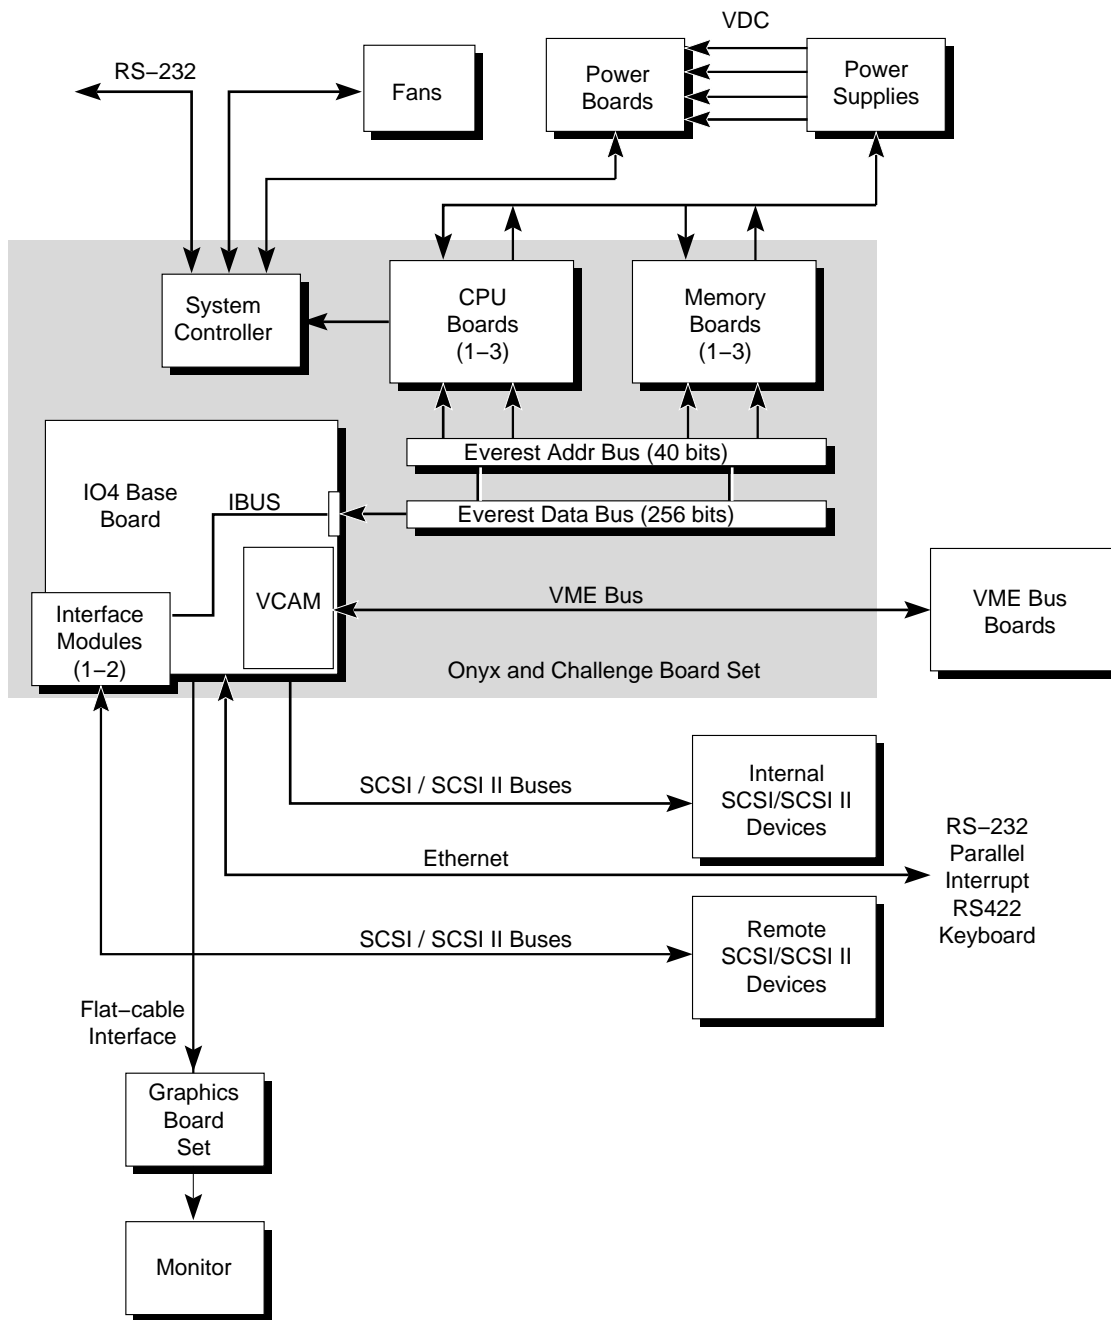 VDC
RS−232
Fans
Power
Boards
Power
Supplies
System
Controller
CPU
Boards
(1−3)
Memory
Boards
(1−3)
Everest Addr Bus (40 bits)
IO4 Base
Board
IBUS
Everest Data Bus (256 bits)
VCAM
VME Bus
VME Bus
Boards
Interface
Modules
(1−2)
Onyx and Challenge Board Set
SCSI / SCSI II Buses
Internal
SCSI/SCSI II
Devices
Ethernet
RS−232
Parallel
Interrupt
RS422
Keyboard
SCSI / SCSI II Buses
Remote
SCSI/SCSI II
Devices
Flat−cable
Interface
Graphics
Board
Set
Monitor